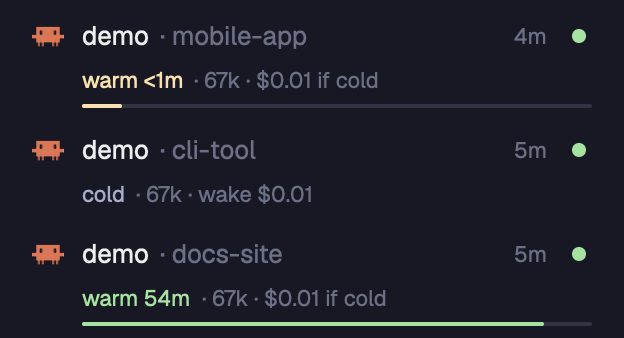 demo · mobile-app 4m
warm <1m · 67k · $0.01 if cold
demo · cli-tool 5m
cold · 67k · wake $0.01
demo · docs-site 5m
warm 54m · 67k · $0.01 if cold